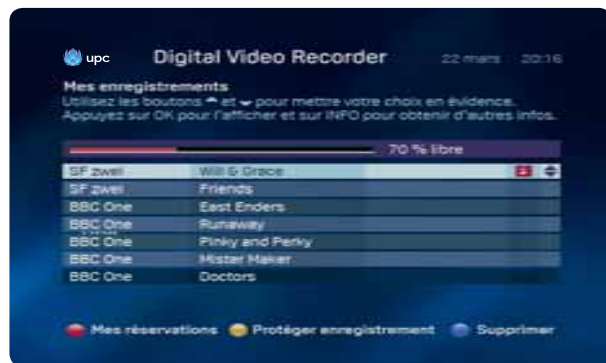 upc Digital Video Recorder 22 mars 20:16
Mes enregistrements
Utilisez les boutons et pour mettre votre choix en évidence.
Appuyez sur OK pour l'afficher et sur INFO pour obtenir d'autres infos.
70 % libre
SF zwei Will & Grace
SF zwei Friends
BBC One East Enders
BBC One Runaway
BBC One Pinky and Perky
BBC One Mister Maker
BBC One Doctors
Mes réservations Protéger enregistrement Supprimer